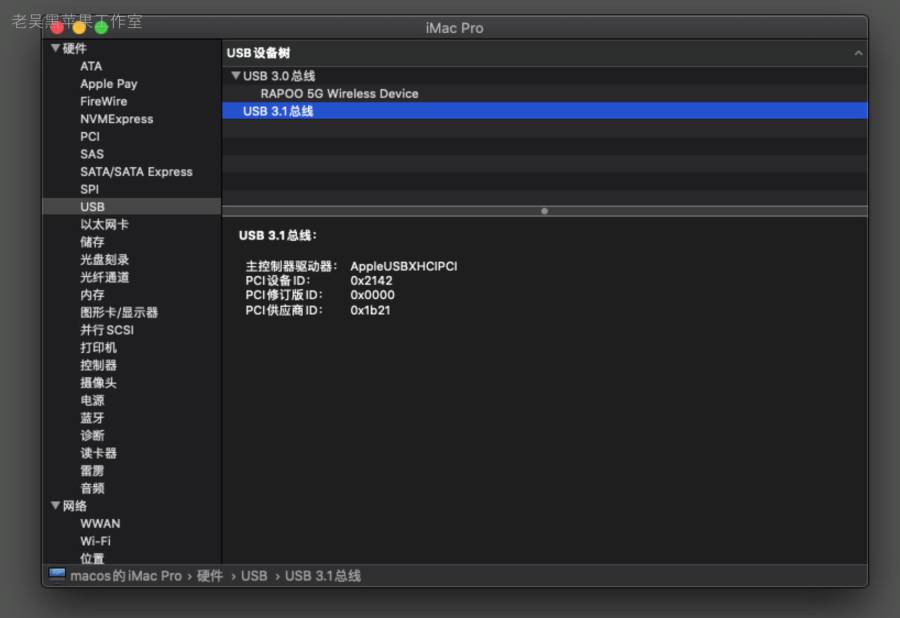 老吴黑苹果工作室
iMac Pro
硬件
ATA
Apple Pay
FireWire
NVMExpress
PCI
SAS
SATA/SATA Express
SPI
USB
以太网卡
储存
光盘刻录
光纤通道
内存
图形卡/显示器
并行 SCSI
打印机
控制器
摄像头
电源
蓝牙
诊断
读卡器
雷雳
音频
网络
WWAN
Wi-Fi
位置
USB 设备树
USB 3.0 总线
RAPOO 5G Wireless Device
USB 3.1 总线
USB 3.1 总线：
主控制器驱动器： AppleUSBXHCIPCI
PCI 设备 ID： 0x2142
PCI 修订版 ID： 0x0000
PCI 供应商 ID： 0x1b21
macos的 iMac Pro › 硬件 › USB › USB 3.1 总线